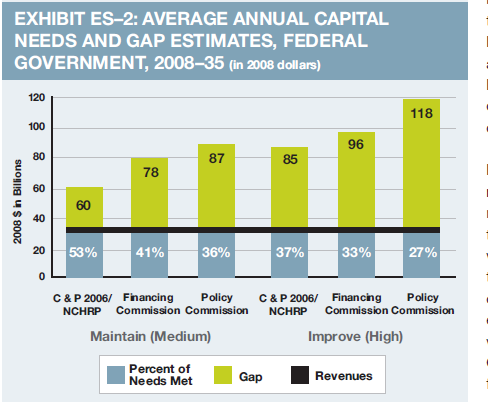 EXHIBIT ES–2: AVERAGE ANNUAL CAPITAL
NEEDS AND GAP ESTIMATES, FEDERAL
GOVERNMENT, 2008–35 (in 2008 dollars)
120
100
80
60
40
20
0
2008 $ in Billions
60
78
87
85
96
118
53%
41%
36%
37%
33%
27%
C & P 2006/
NCHRP
Financing
Commission
Policy
Commission
C & P 2006/
NCHRP
Financing
Commission
Policy
Commission
Maintain (Medium)
Improve (High)
Percent of
Needs Met
Gap
Revenues